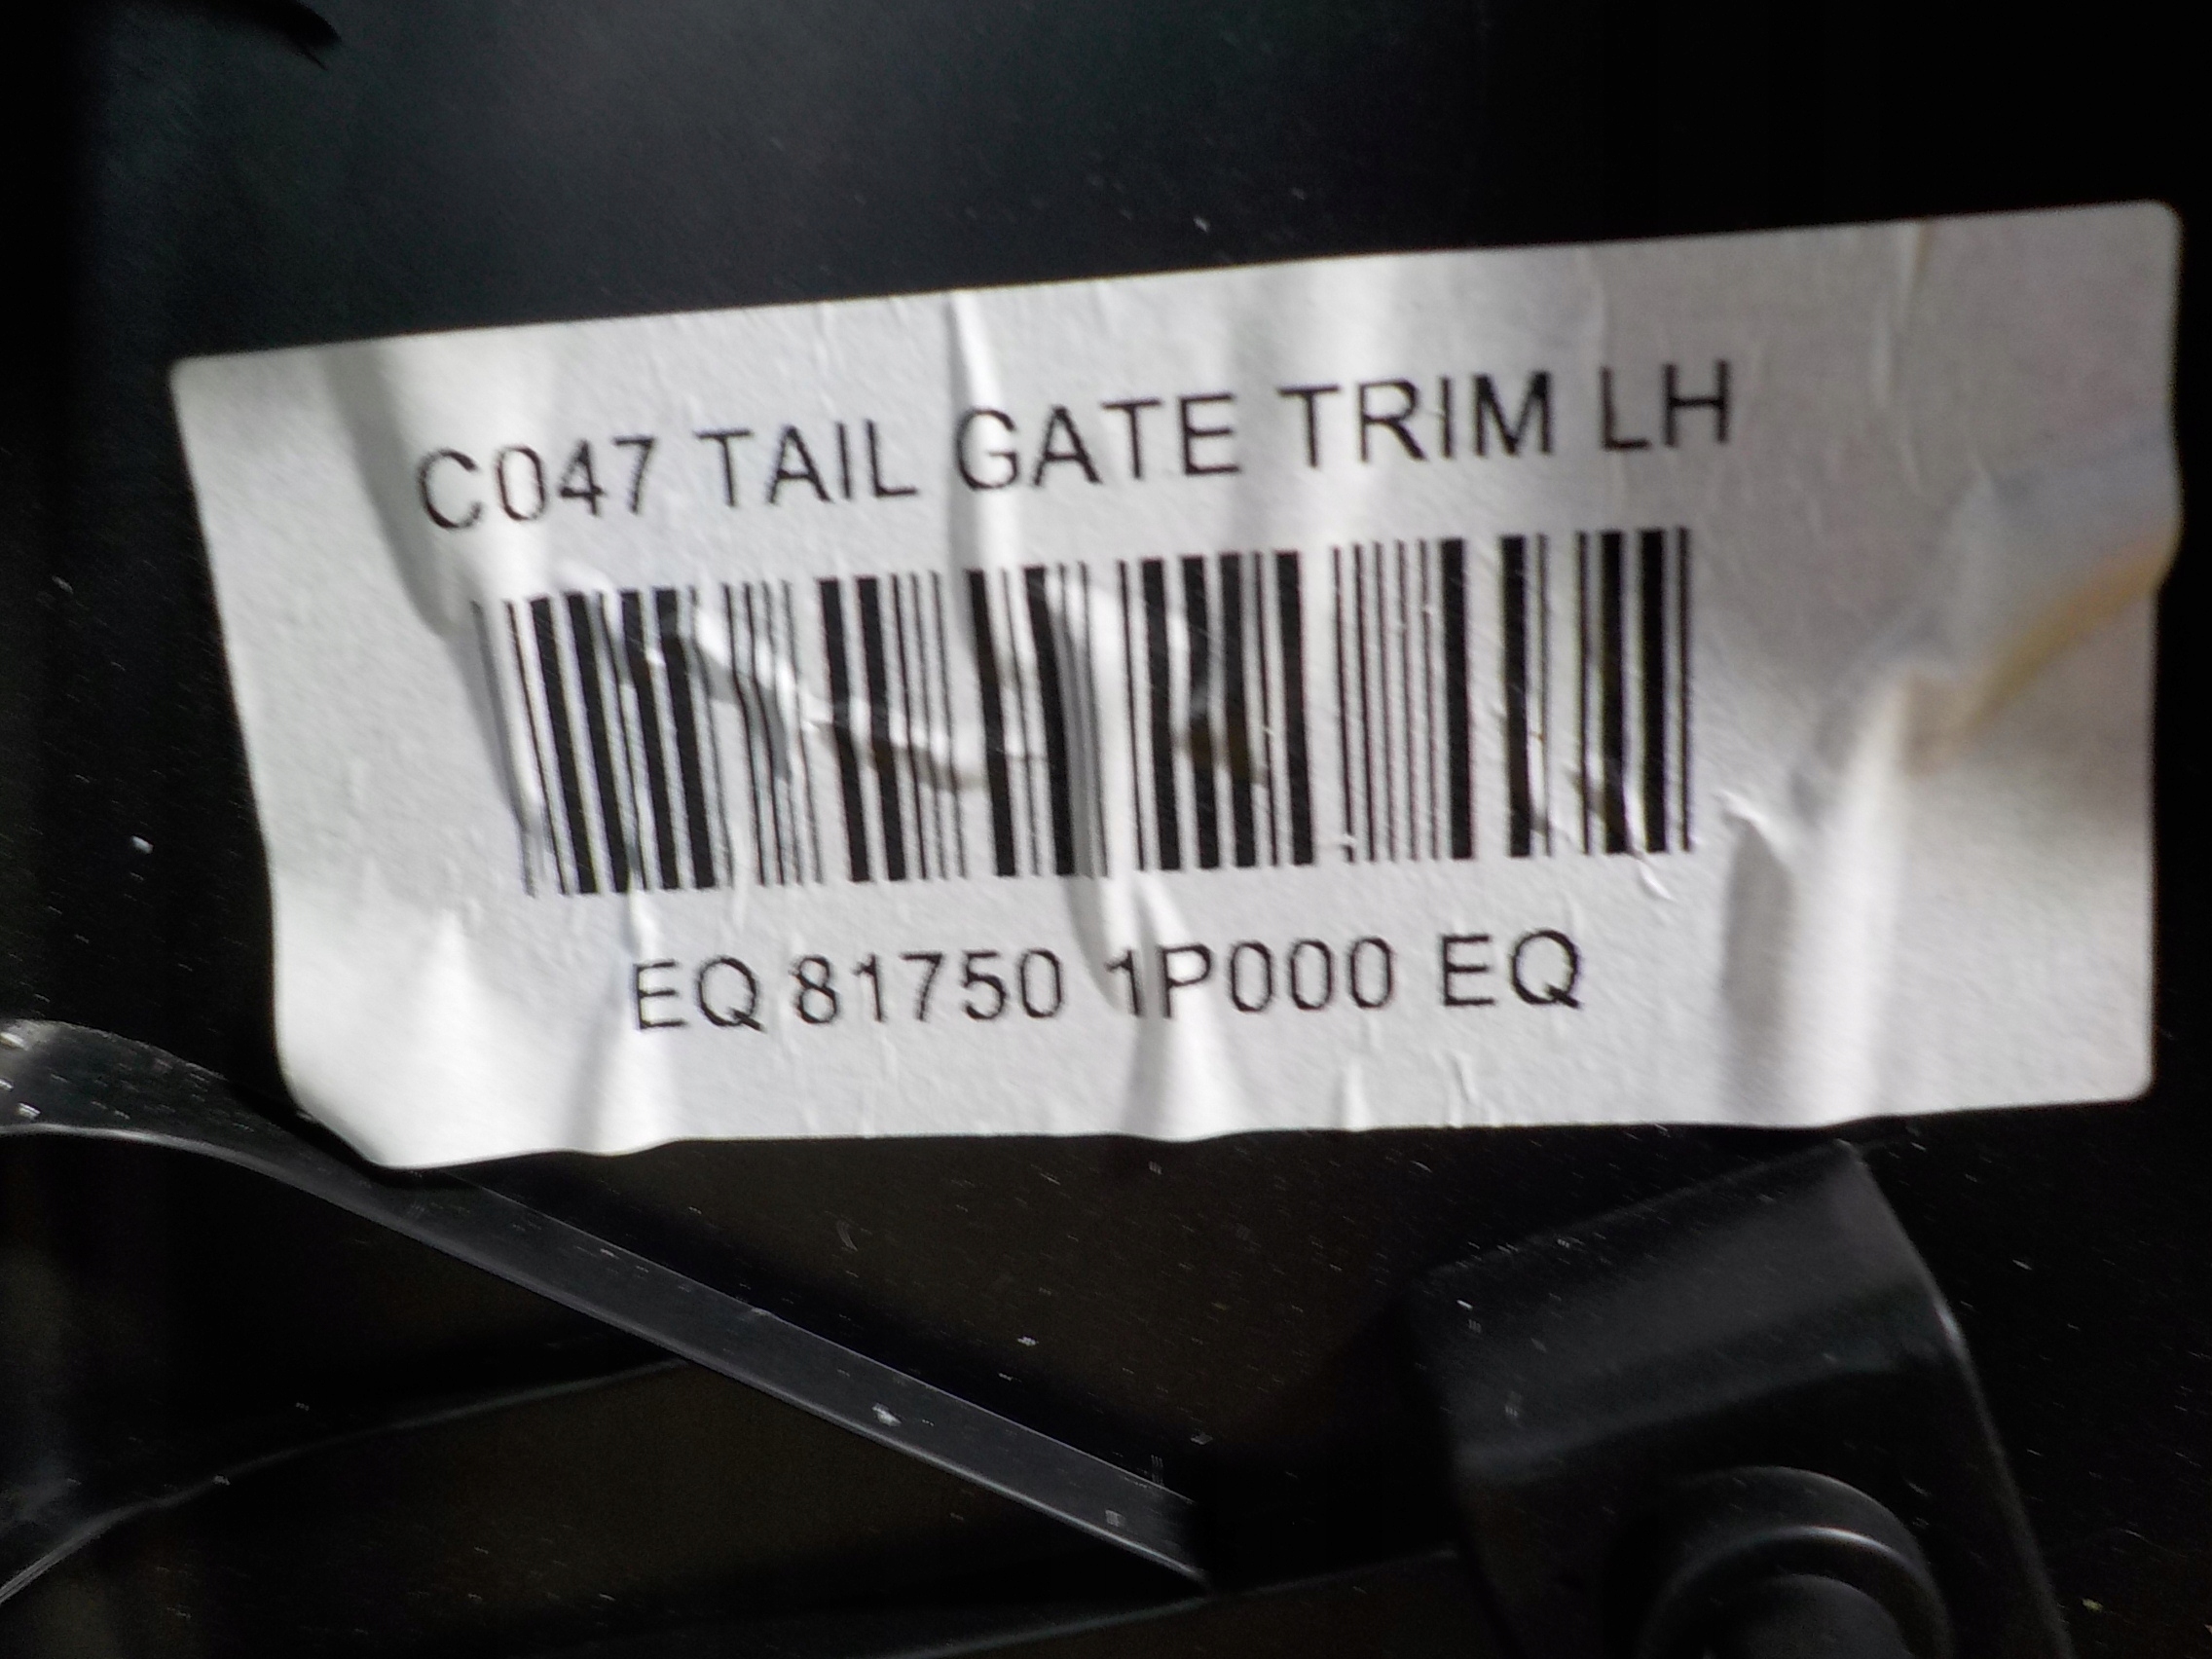 C047 TAIL GATE TRIM LH
EQ 81750 1P000 EQ